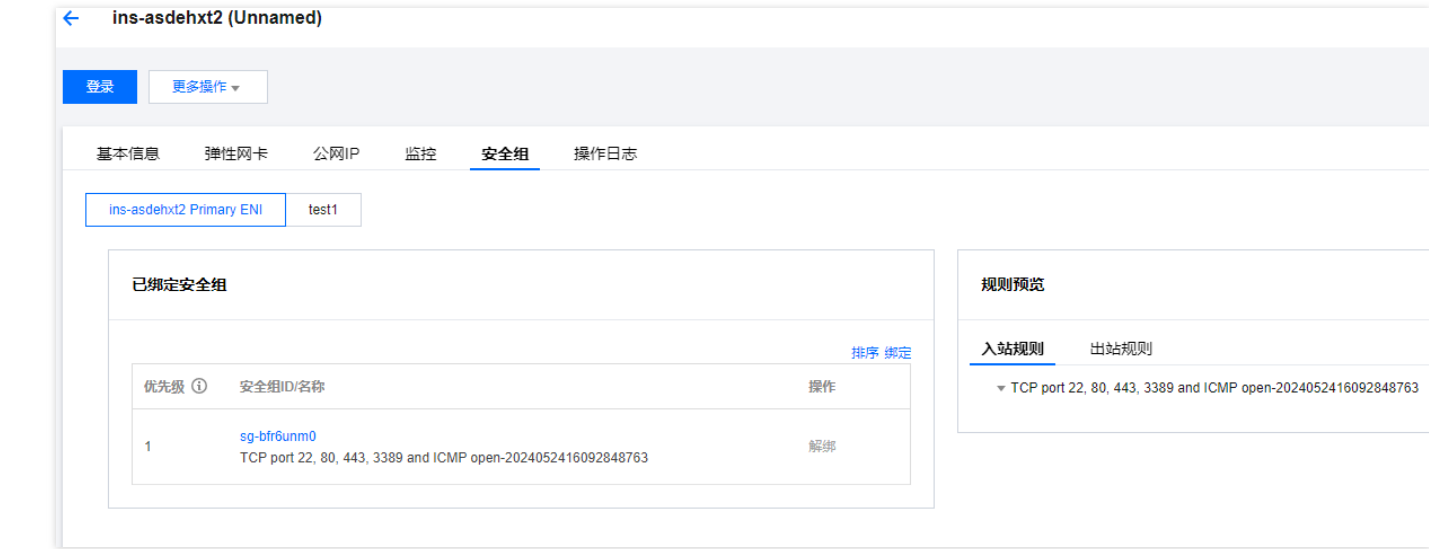 ins-asdehxt2 (Unnamed)
登录 更多操作
基本信息 弹性网卡 公网IP 监控 安全组 操作日志
ins-asdehxt2 Primary ENI test1
已绑定安全组
排序 绑定
优先级 安全组ID/名称 操作
1
sg-bfr6unm0
TCP port 22, 80, 443, 3389 and ICMP open-2024052416092848763
解绑
规则预览
入站规则 出站规则
TCP port 22, 80, 443, 3389 and ICMP open-2024052416092848763